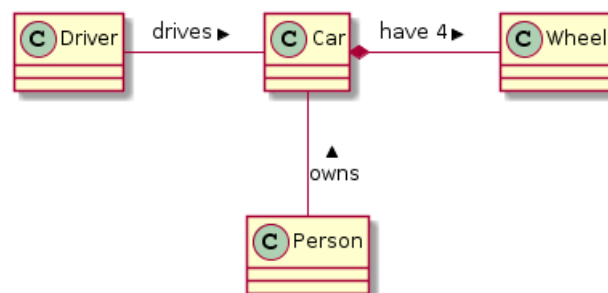 C Driver drives ▶ C Car have 4▶ C Wheel
▲
owns
C Person